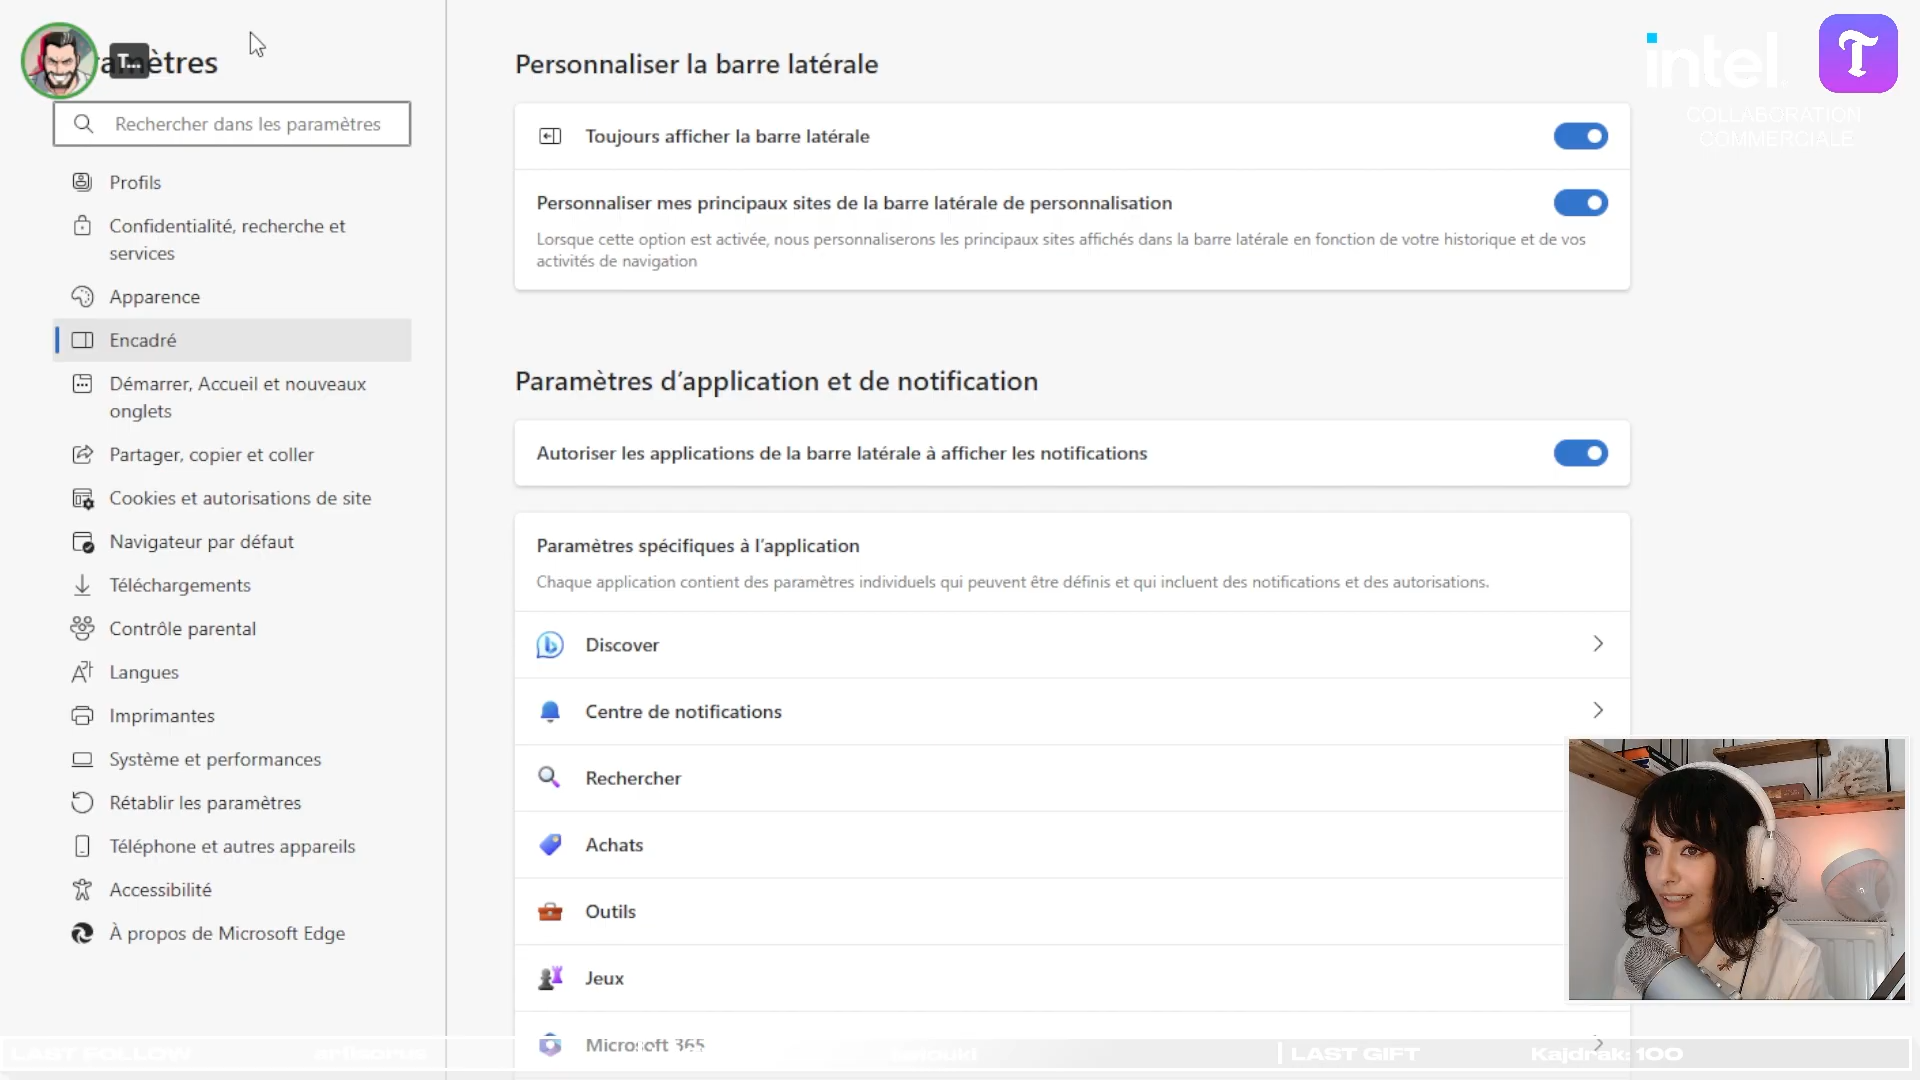 T...
amètres
Rechercher dans les paramètres
Profils
Confidentialité, recherche et
services
Apparence
Encadré
Démarrer, Accueil et nouveaux
onglets
Partager, copier et coller
Cookies et autorisations de site
Navigateur par défaut
Téléchargements
Contrôle parental
Langues
Imprimantes
Système et performances
Rétablir les paramètres
Téléphone et autres appareils
Accessibilité
À propos de Microsoft Edge
Personnaliser la barre latérale
Toujours afficher la barre latérale
Personnaliser mes principaux sites de la barre latérale de personnalisation
Lorsque cette option est activée, nous personnaliserons les principaux sites affichés dans la barre latérale en fonction de votre historique et de vos
activités de navigation
Paramètres d’application et de notification
Autoriser les applications de la barre latérale à afficher les notifications
Paramètres spécifiques à l’application
Chaque application contient des paramètres individuels qui peuvent être définis et qui incluent des notifications et des autorisations.
Discover
Centre de notifications
Rechercher
Achats
Outils
Jeux
Microsoft 365
intel
COLLABORATION
COMMERCIALE
LAST FOLLOW
LAST GIFT
Kajdrak: 100